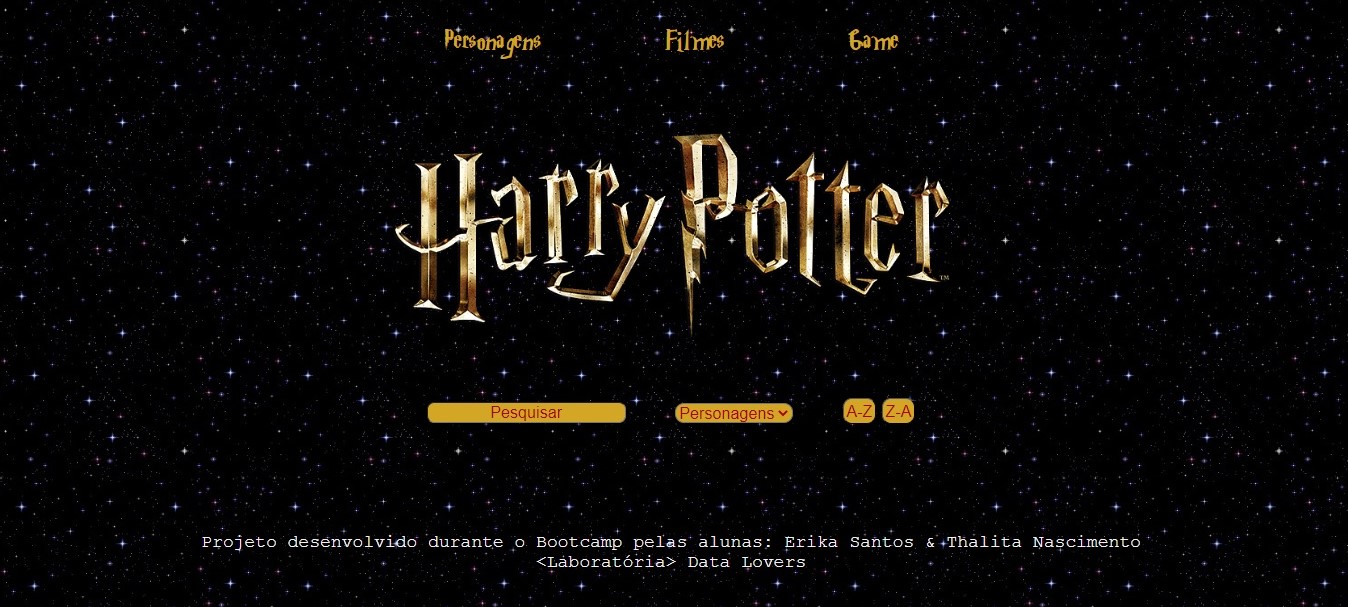 Personagens Filmes Game
Harry Potter™
Pesquisar Personagens A-Z Z-A
Projeto desenvolvido durante o Bootcamp pelas alunas: Erika Santos & Thalita Nascimento
<Laboratória> Data Lovers